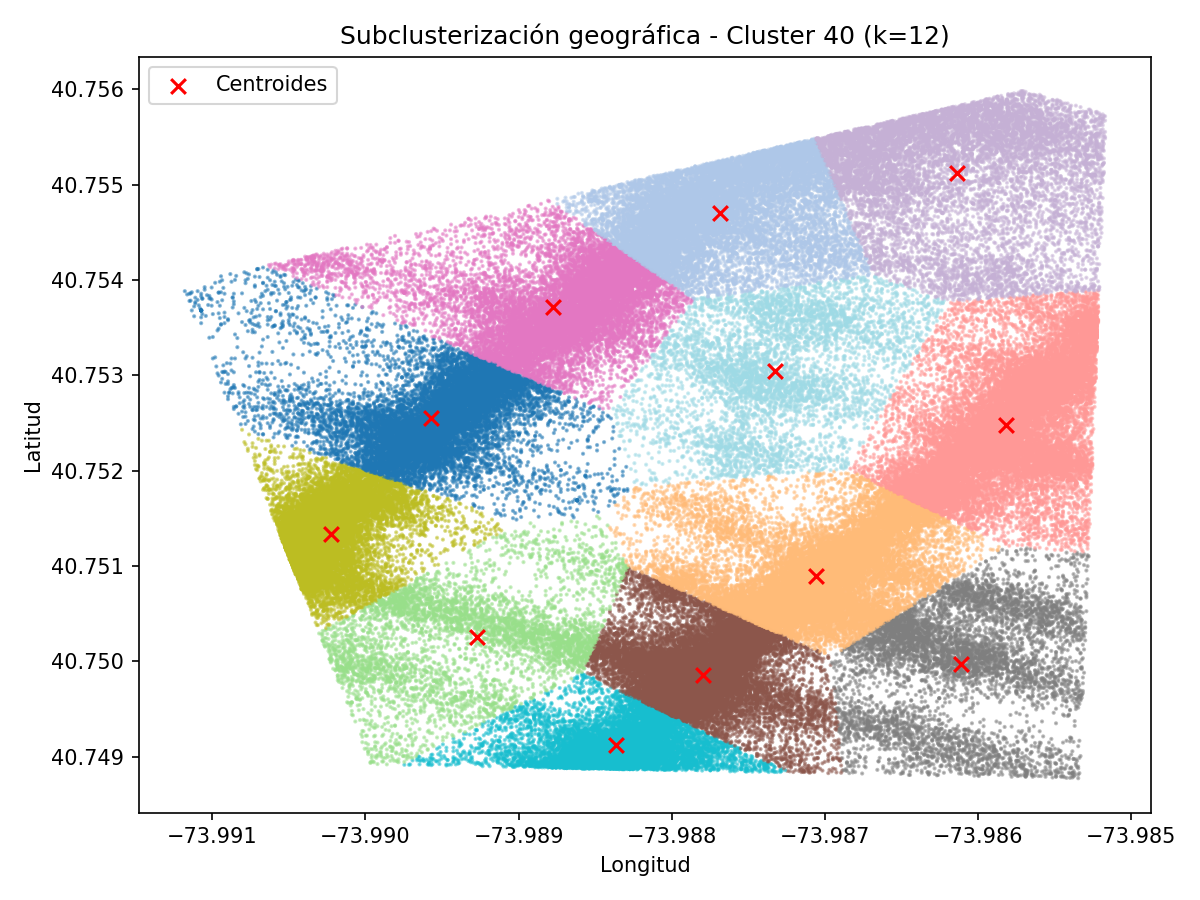 Subclusterización geográfica - Cluster 40 (k=12)
Centroides
40.756
40.755
40.754
40.753
40.752
40.751
40.750
40.749
Latitud
−73.991 −73.990 −73.989 −73.988 −73.987 −73.986 −73.985
Longitud